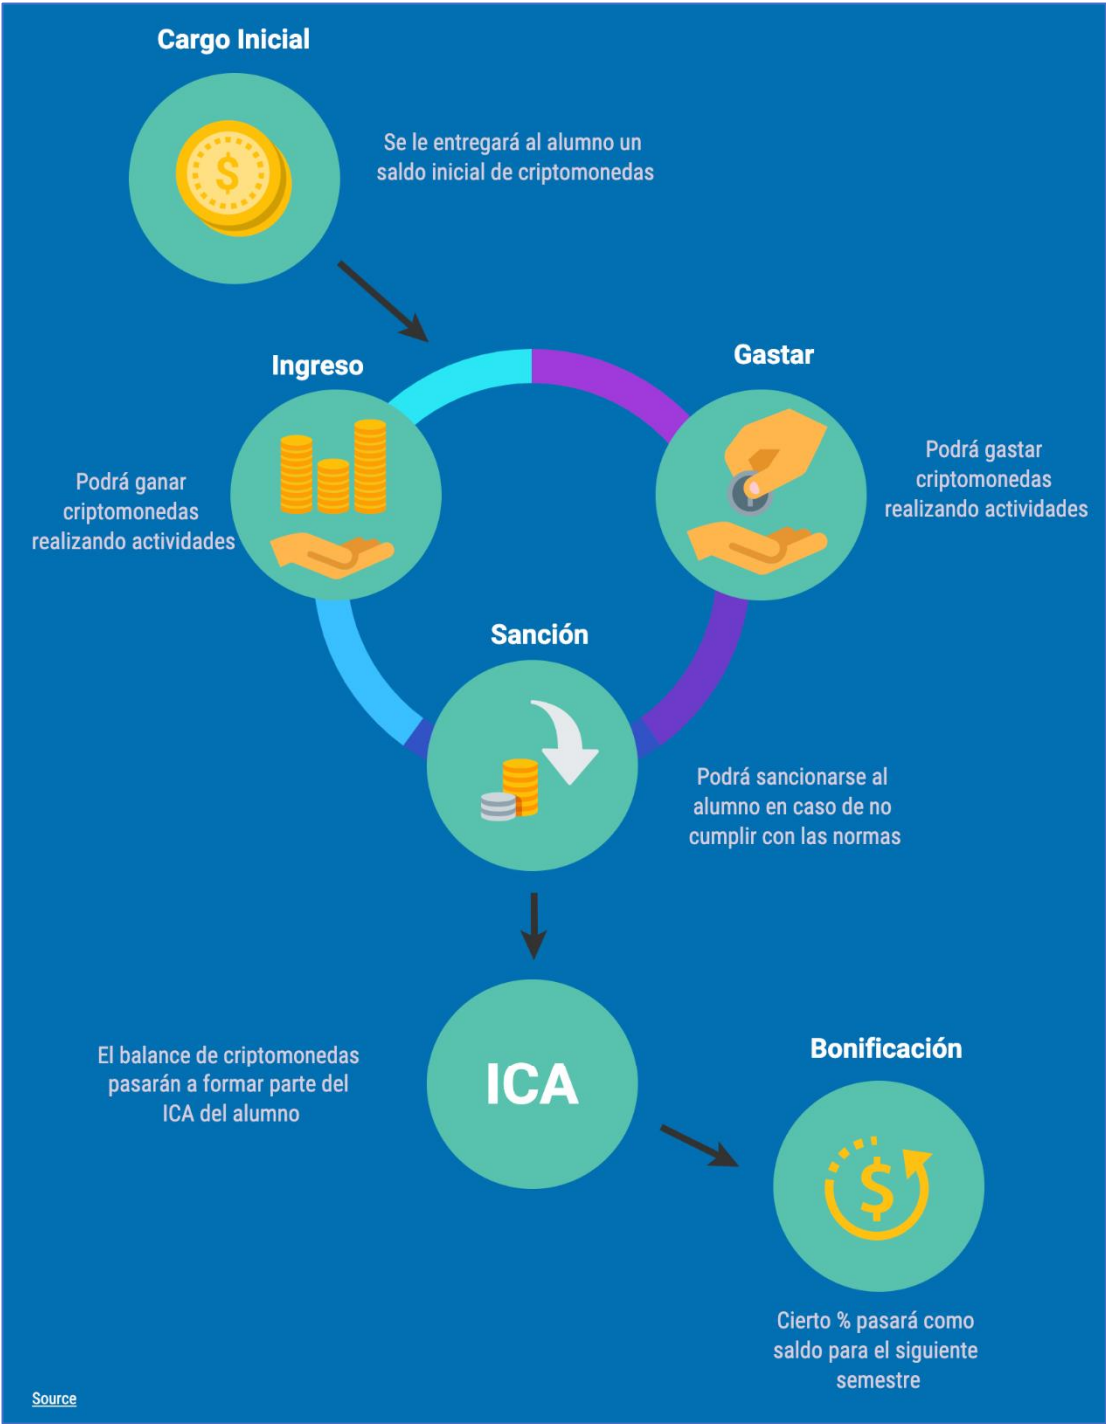 Cargo Inicial
Se le entregará al alumno un
saldo inicial de criptomonedas
Ingreso
Podrá ganar
criptomonedas
realizando actividades
Gastar
Podrá gastar
criptomonedas
realizando actividades
Sanción
Podrá sancionarse al
alumno en caso de no
cumplir con las normas
El balance de criptomonedas
pasarán a formar parte del
ICA del alumno
ICA
Bonificación
Cierto % pasará como
saldo para el siguiente
semestre
Source